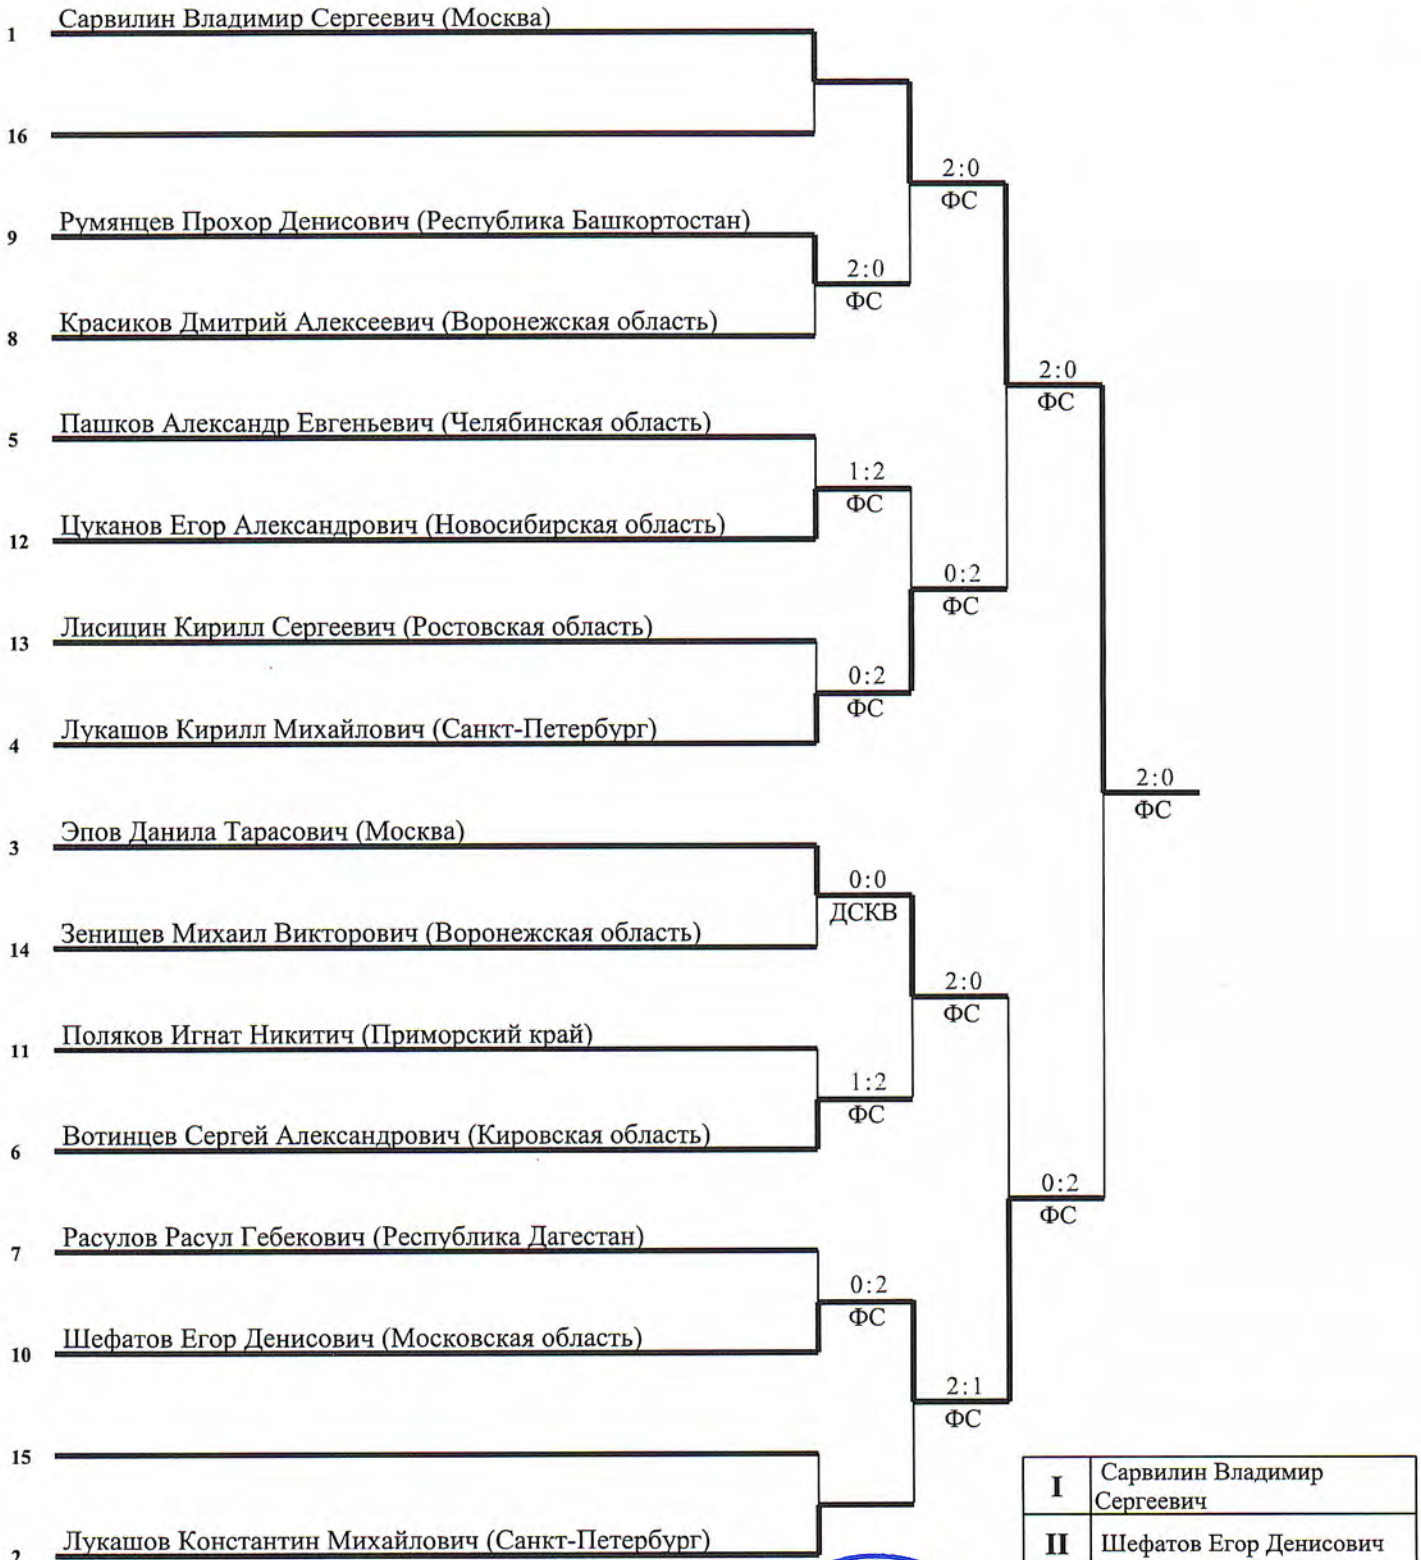 Сарвилин Владимир Сергеевич (Москва)
1
16
2:0
ФС
Румянцев Прохор Денисович (Республика Башкортостан)
9
2:0
ФС
Красиков Дмитрий Алексеевич (Воронежская область)
8
2:0
ФС
Пашков Александр Евгеньевич (Челябинская область)
5
1:2
ФС
Цуканов Егор Александрович (Новосибирская область)
12
0:2
ФС
Лисицин Кирилл Сергеевич (Ростовская область)
13
0:2
ФС
Лукашов Кирилл Михайлович (Санкт-Петербург)
4
2:0
ФС
Эпов Данила Тарасович (Москва)
3
0:0
ДСКВ
Зенищев Михаил Викторович (Воронежская область)
14
2:0
ФС
Поляков Игнат Никитич (Приморский край)
11
1:2
ФС
Вотинцев Сергей Александрович (Кировская область)
6
0:2
ФС
Расулов Расул Гебекович (Республика Дагестан)
7
0:2
ФС
Шефатов Егор Денисович (Московская область)
10
2:1
ФС
15
I Сарвилин Владимир
Сергеевич
Лукашов Константин Михайлович (Санкт-Петербург)
2
II Шефатов Егор Денисович